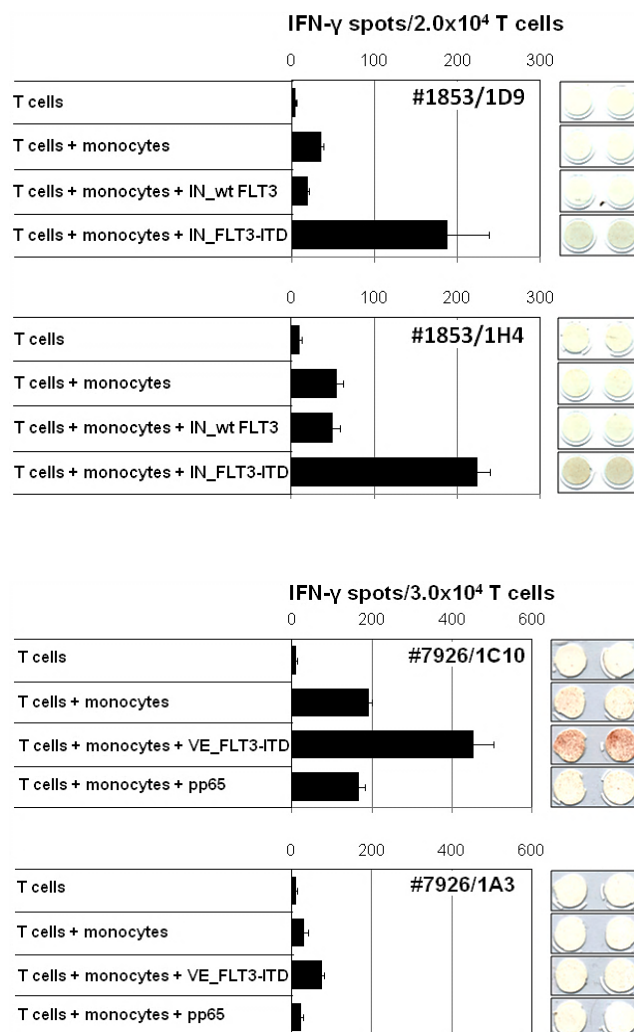 IFN-γ spots/2.0x10⁴ T cells
0 100 200 300
#1853/1D9
T cells
T cells + monocytes
T cells + monocytes + IN_wt FLT3
T cells + monocytes + IN_FLT3-ITD
0 100 200 300
#1853/1H4
T cells
T cells + monocytes
T cells + monocytes + IN_wt FLT3
T cells + monocytes + IN_FLT3-ITD
IFN-γ spots/3.0x10⁴ T cells
0 200 400 600
#7926/1C10
T cells
T cells + monocytes
T cells + monocytes + VE_FLT3-ITD
T cells + monocytes + pp65
0 200 400 600
#7926/1A3
T cells
T cells + monocytes
T cells + monocytes + VE_FLT3-ITD
T cells + monocytes + pp65